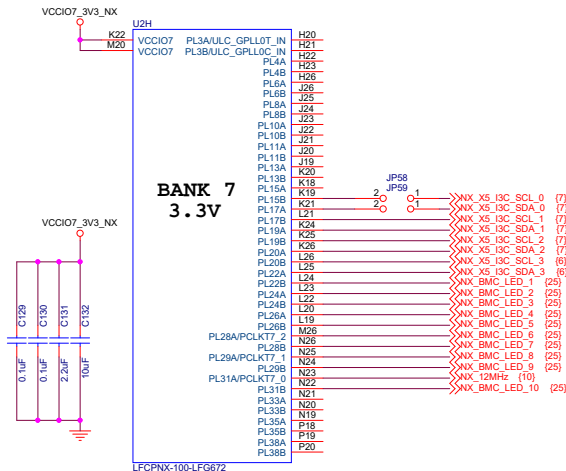 VCCIO7_3V3_NX
U2H
K22 VCCIO7 PL3A/ULC_GPLL0T_IN H20
M20 VCCIO7 PL3B/ULC_GPLL0C_IN H21
PL4A H22
PL4B H23
PL6A H26
PL6B J26
PL8A J25
PL8B J24
PL10A J23
PL10B J22
PL11A J21
PL11B J20
PL13A J19
PL13B K20
PL15A K18
JP58
JP59
BANK 7
3.3V
PL15B K19 2 1 NX_X5_I3C_SCL_0 {7}
PL17A K21 2 1 NX_X5_I3C_SDA_0 {7}
PL17B L21 NX_X5_I3C_SCL_1 {7}
PL19A K24 NX_X5_I3C_SDA_1 {7}
PL19B K25 NX_X5_I3C_SCL_2 {7}
PL20A K26 NX_X5_I3C_SDA_2 {7}
PL20B L26 NX_X5_I3C_SCL_3 {6}
PL22A L25 NX_X5_I3C_SDA_3 {6}
PL22B L24 NX_BMC_LED_1 {25}
PL24A L23 NX_BMC_LED_2 {25}
PL24B L22 NX_BMC_LED_3 {25}
PL26A L20 NX_BMC_LED_4 {25}
PL26B L19 NX_BMC_LED_5 {25}
PL28A/PCLKT7_2 M26 NX_BMC_LED_6 {25}
PL28B N26 NX_BMC_LED_7 {25}
PL29A/PCLKT7_1 N25 NX_BMC_LED_8 {25}
PL29B N24 NX_BMC_LED_9 {25}
PL31A/PCLKT7_0 N23 NX_12MHz {10}
PL31B N22 NX_BMC_LED_10 {25}
PL33A N21
PL33B N20
PL35A N19
PL35B P18
PL38A P19
PL38B P20
LFCPNX-100-LFG672
VCCIO7_3V3_NX
C129
0.1uF
C130
0.1uF
C131
2.2uF
C132
10uF